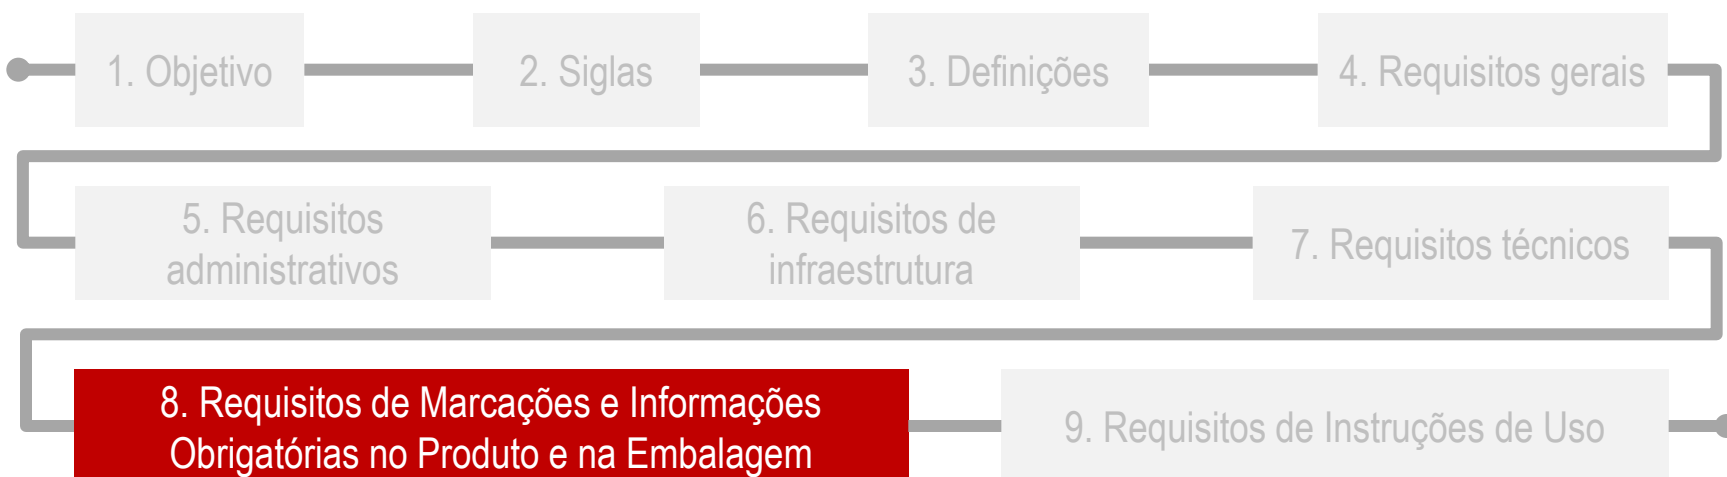 1. Objetivo
2. Siglas
3. Definições
4. Requisitos gerais
5. Requisitos
administrativos
6. Requisitos de
infraestrutura
7. Requisitos técnicos
8. Requisitos de Marcações e Informações
Obrigatórias no Produto e na Embalagem
9. Requisitos de Instruções de Uso